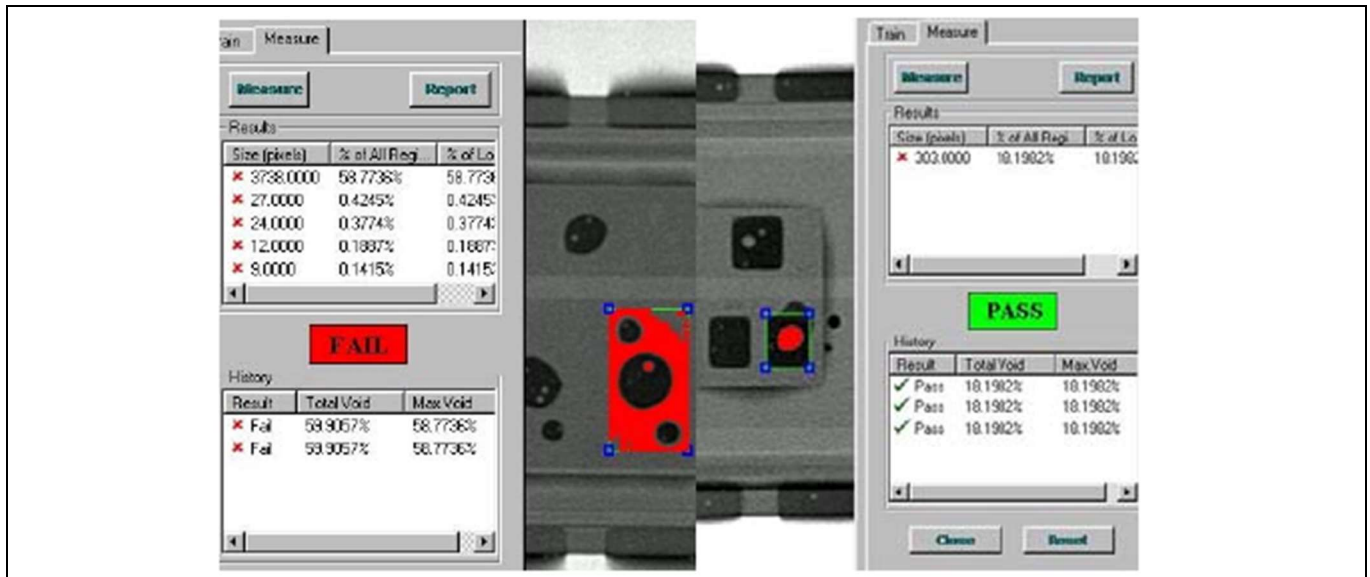 ain Measure
Measure Report
Results
Size (pixels) % of All Regi... % of Lo
3738.0000 58.7736% 58.773
27.0000 0.4245% 0.4245
24.0000 0.3774% 0.3774
12.0000 0.1887% 0.1887
9.0000 0.1415% 0.1415
FAIL
History
Result Total Void Max Void
Fail 59.9057% 58.7736%
Fail 59.9057% 58.7736%
Train Measure
Measure Report
Results
Size (pixels) % of All Regi % of Lo
303.0000 18.1982% 18.198
PASS
History
Result Total Void Max Void
Pass 18.1982% 18.1982%
Pass 18.1982% 18.1982%
Pass 18.1982% 18.1982%
Close Reset